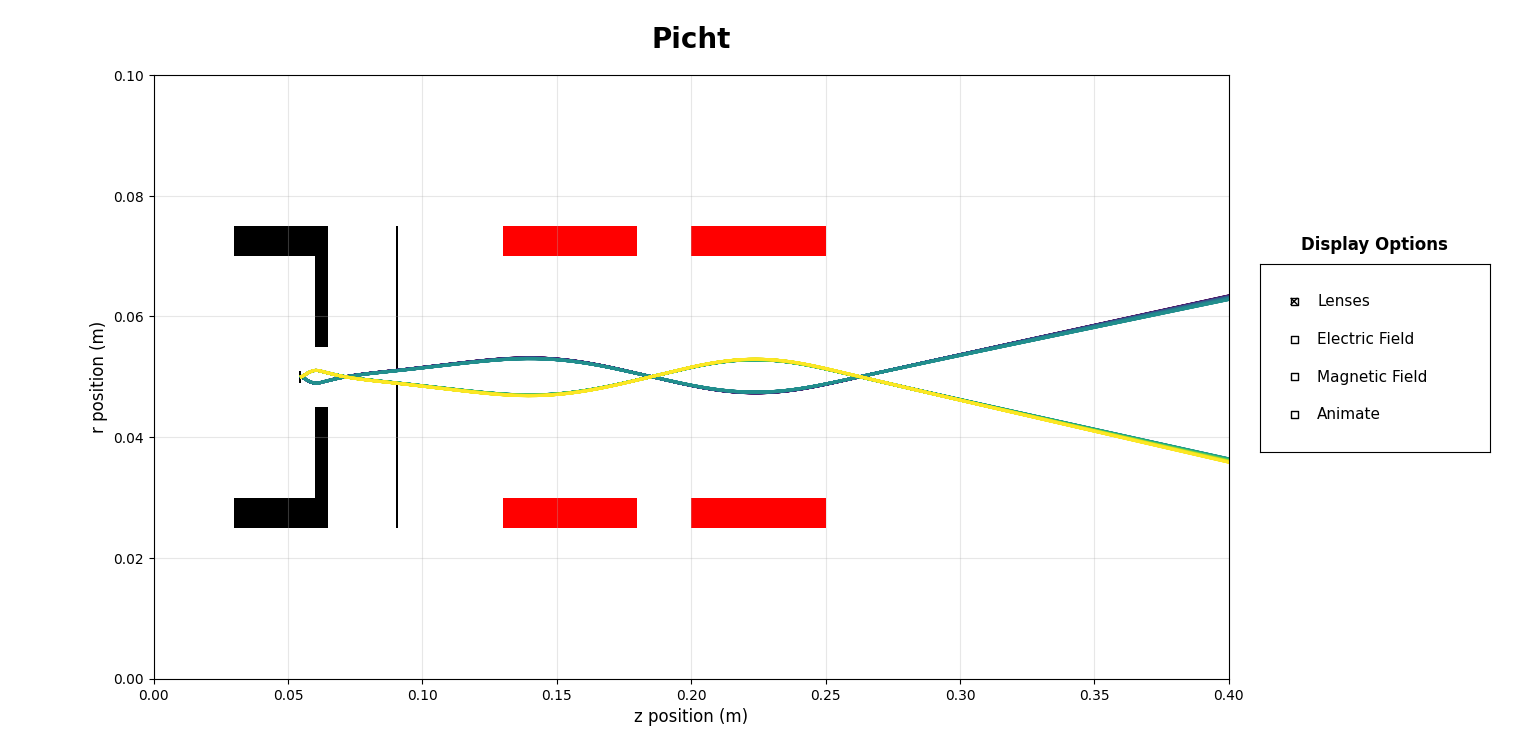 Picht
0.10
0.08
0.06
0.04
0.02
0.00
r position (m)
0.00 0.05 0.10 0.15 0.20 0.25 0.30 0.35 0.40
z position (m)
Display Options
Lenses
Electric Field
Magnetic Field
Animate